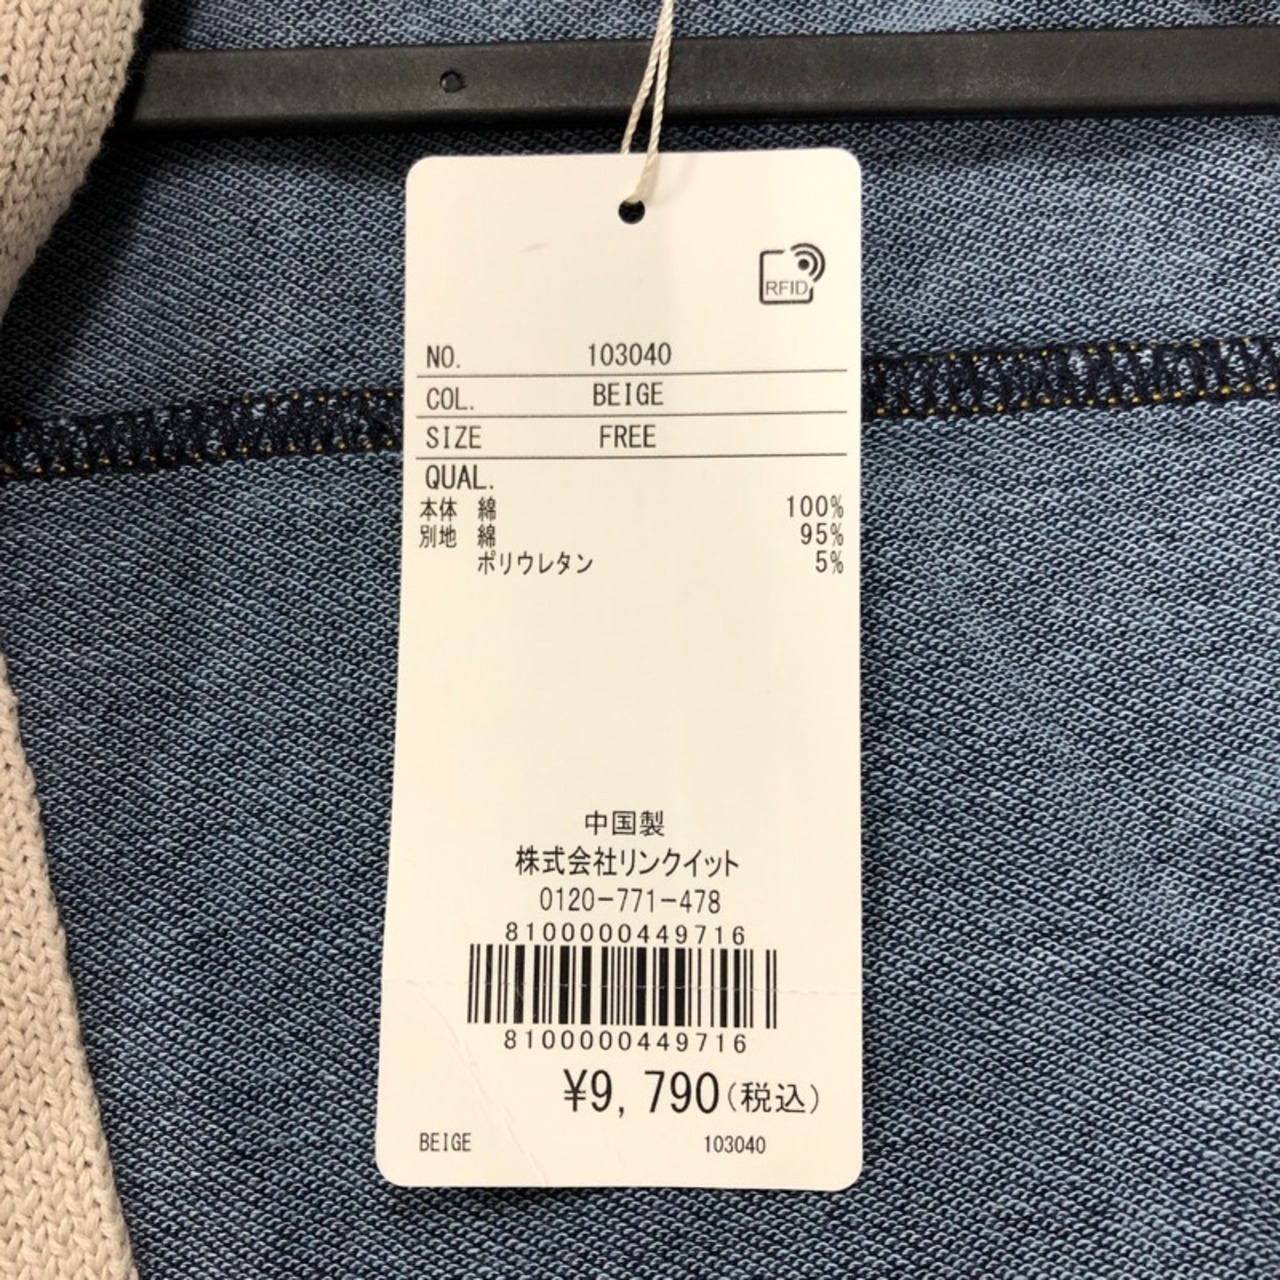 RFID
NO. 103040
COL. BEIGE
SIZE FREE
QUAL.
本体 綿 100%
別地 綿 95%
ポリウレタン 5%
中国製
株式会社リンクイット
0120-771-478
8100000449716
8100000449716
¥9,790(税込)
BEIGE 103040